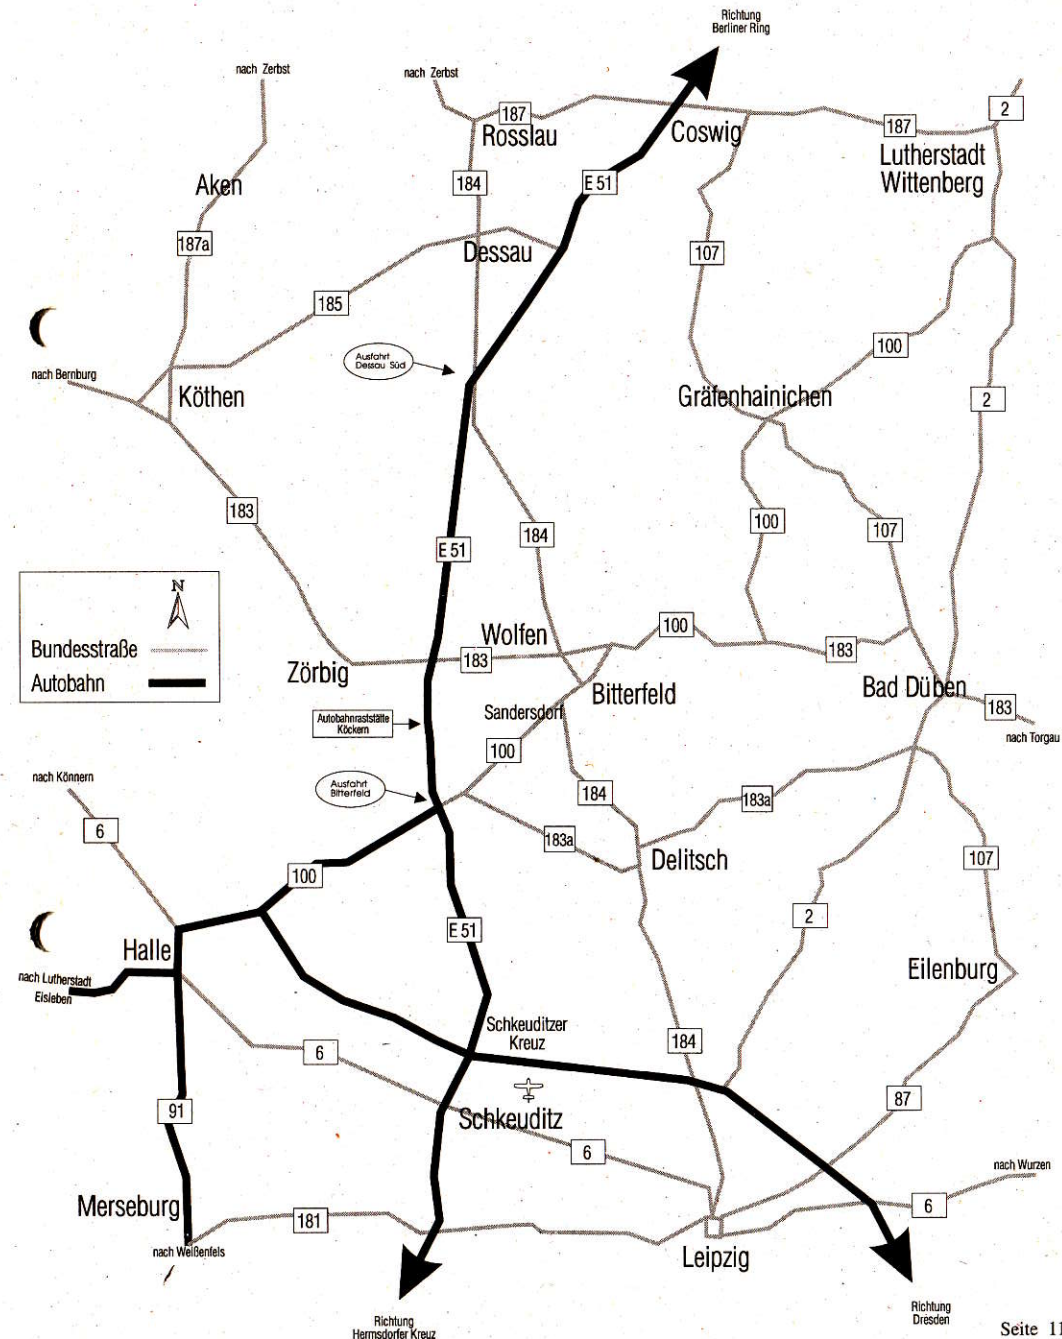 Richtung
Berliner Ring
nach Zerbst
nach Zerbst
2
187
Rosslau
Coswig
187
Lutherstadt
Wittenberg
Aken
184
E 51
187a
Dessau
107
185
Ausfahrt
Dessau Süd
100
nach Bernburg
Köthen
Gräfenhainichen
2
183
100
107
184
E 51
N
Bundesstraße
Autobahn
Wolfen
100
183
183
Zörbig
Bitterfeld
Bad Düben
183
nach Torgau
Sandersdorf
Autobahnraststätte
Köckern
100
nach Könnern
Ausfahrt
Bitterfeld
184
183a
6
183a
Delitsch
107
100
2
E 51
Halle
nach Lutherstadt
Eisleben
Eilenburg
Schkeuditzer
Kreuz
184
6
87
91
Schkeuditz
6
nach Wurzen
Merseburg
6
181
nach Weißenfels
Leipzig
Richtung
Hermsdorfer Kreuz
Richtung
Dresden
Seite 11